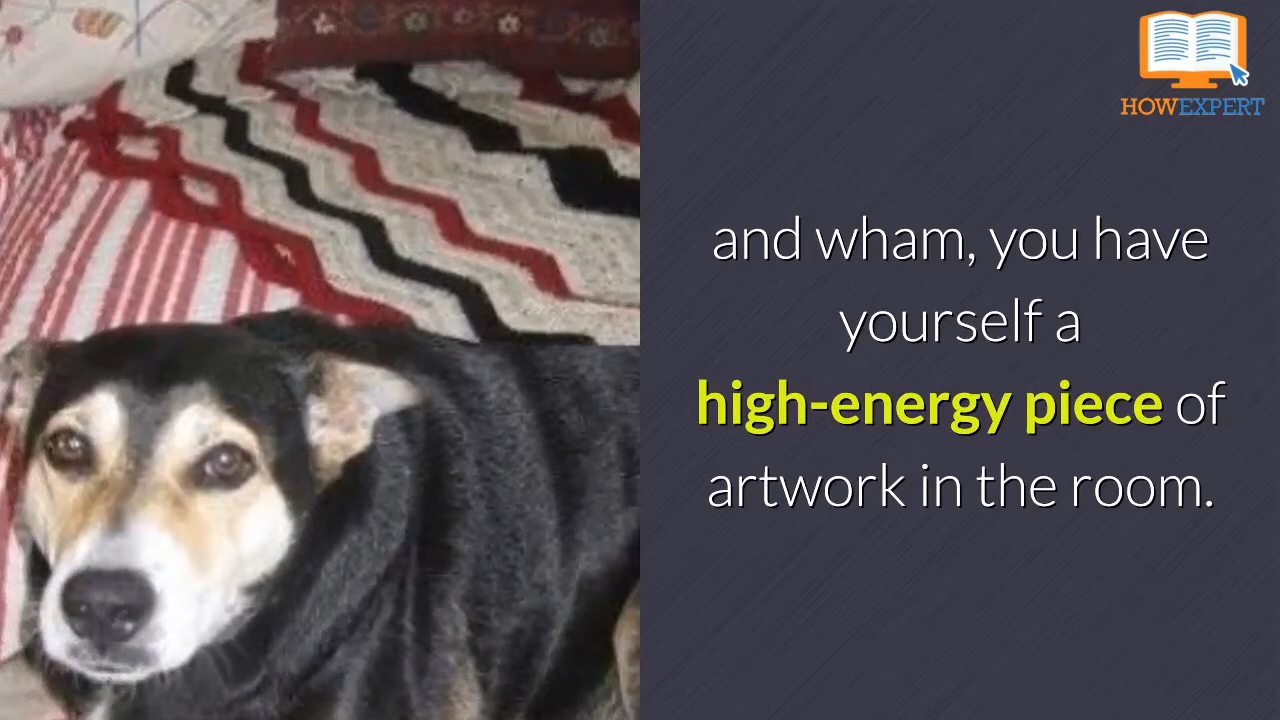 HOWEXPERT
and wham, you have
yourself a
high-energy piece of
artwork in the room.